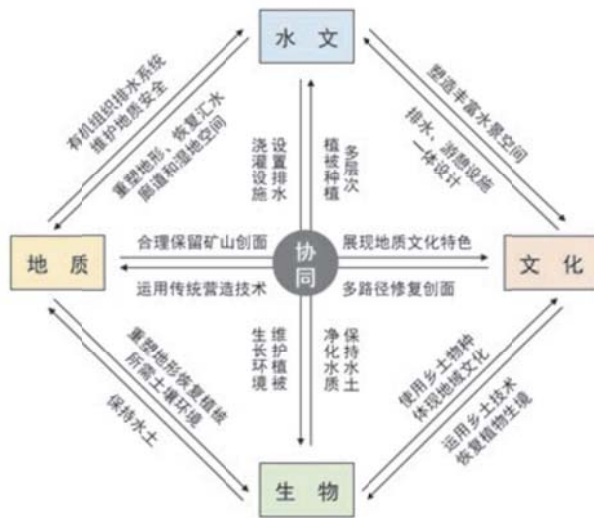 水 文
有机组织排水系统
维护地质安全
重塑地形、恢复汇水
廊道和湿地空间
塑造丰富水景空间
排水、游憩设施
一体设计
设置排水
浇灌设施
多层次
植被种植
地 质
合理保留矿山创面
展现地质文化特色
协同
运用传统营造技术
多路径修复创面
文 化
维护植被
生长环境
保持水土
净化水质
重塑地形恢复植被
所需土壤环境
保持水土
使用乡土物种
体现地域文化
运用乡土技术
恢复植物生境
生 物